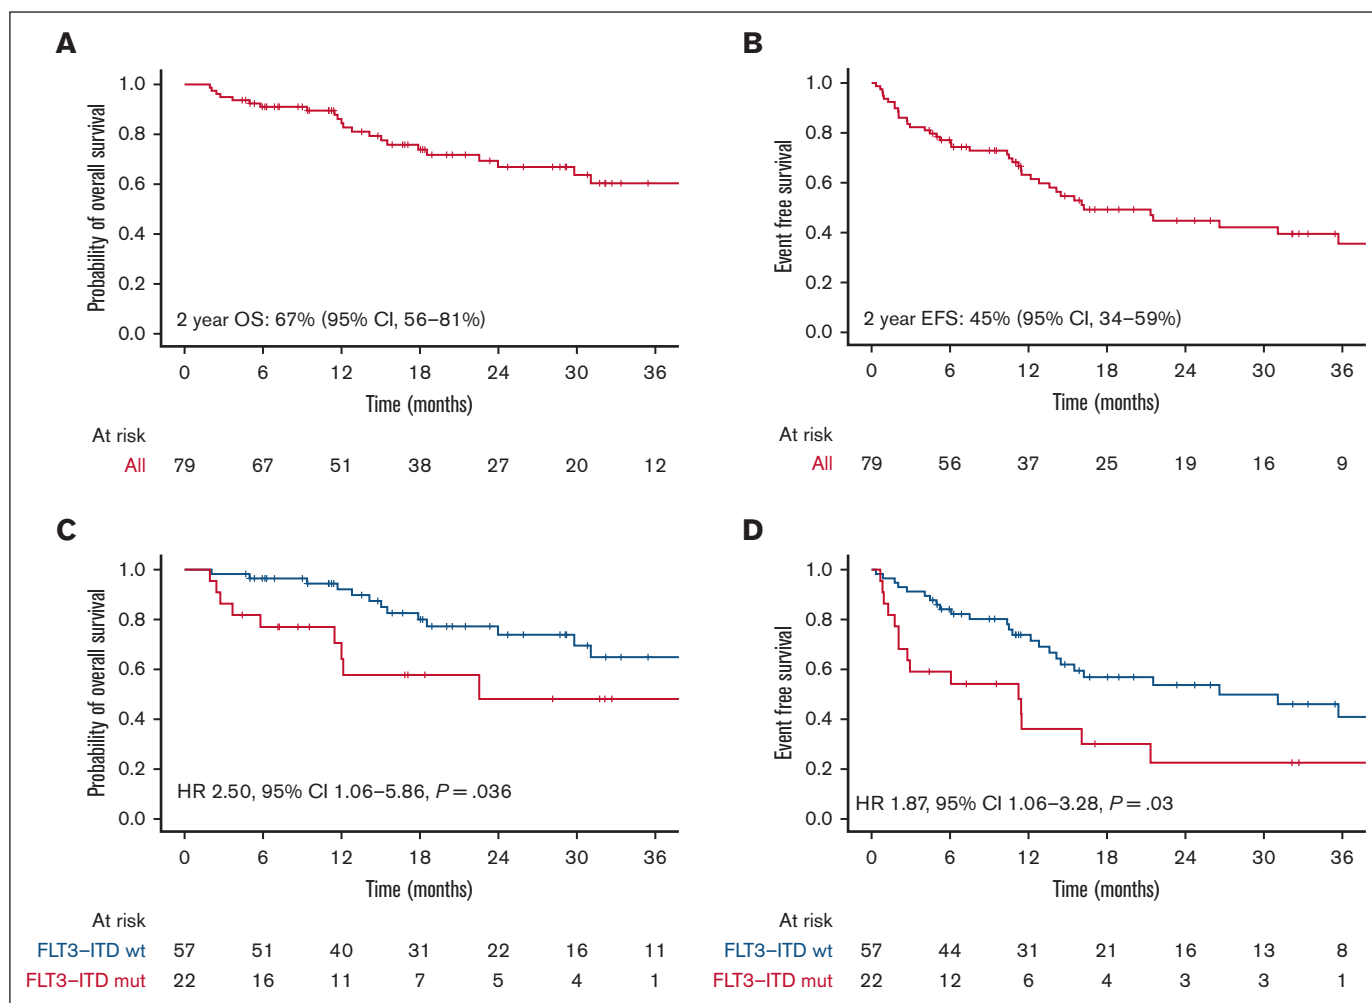 A
Probability of overall survival
1.0
0.8
0.6
0.4
0.2
0.0
2 year OS: 67% (95% CI, 56–81%)
0 6 12 18 24 30 36
Time (months)
At risk
All 79 67 51 38 27 20 12
B
Event free survival
1.0
0.8
0.6
0.4
0.2
0.0
2 year EFS: 45% (95% CI, 34–59%)
0 6 12 18 24 30 36
Time (months)
At risk
All 79 56 37 25 19 16 9
C
Probability of overall survival
1.0
0.8
0.6
0.4
0.2
0.0
HR 2.50, 95% CI 1.06–5.86, P = .036
0 6 12 18 24 30 36
Time (months)
At risk
FLT3–ITD wt 57 51 40 31 22 16 11
FLT3–ITD mut 22 16 11 7 5 4 1
D
Event free survival
1.0
0.8
0.6
0.4
0.2
0.0
HR 1.87, 95% CI 1.06–3.28, P = .03
0 6 12 18 24 30 36
Time (months)
At risk
FLT3–ITD wt 57 44 31 21 16 13 8
FLT3–ITD mut 22 12 6 4 3 3 1